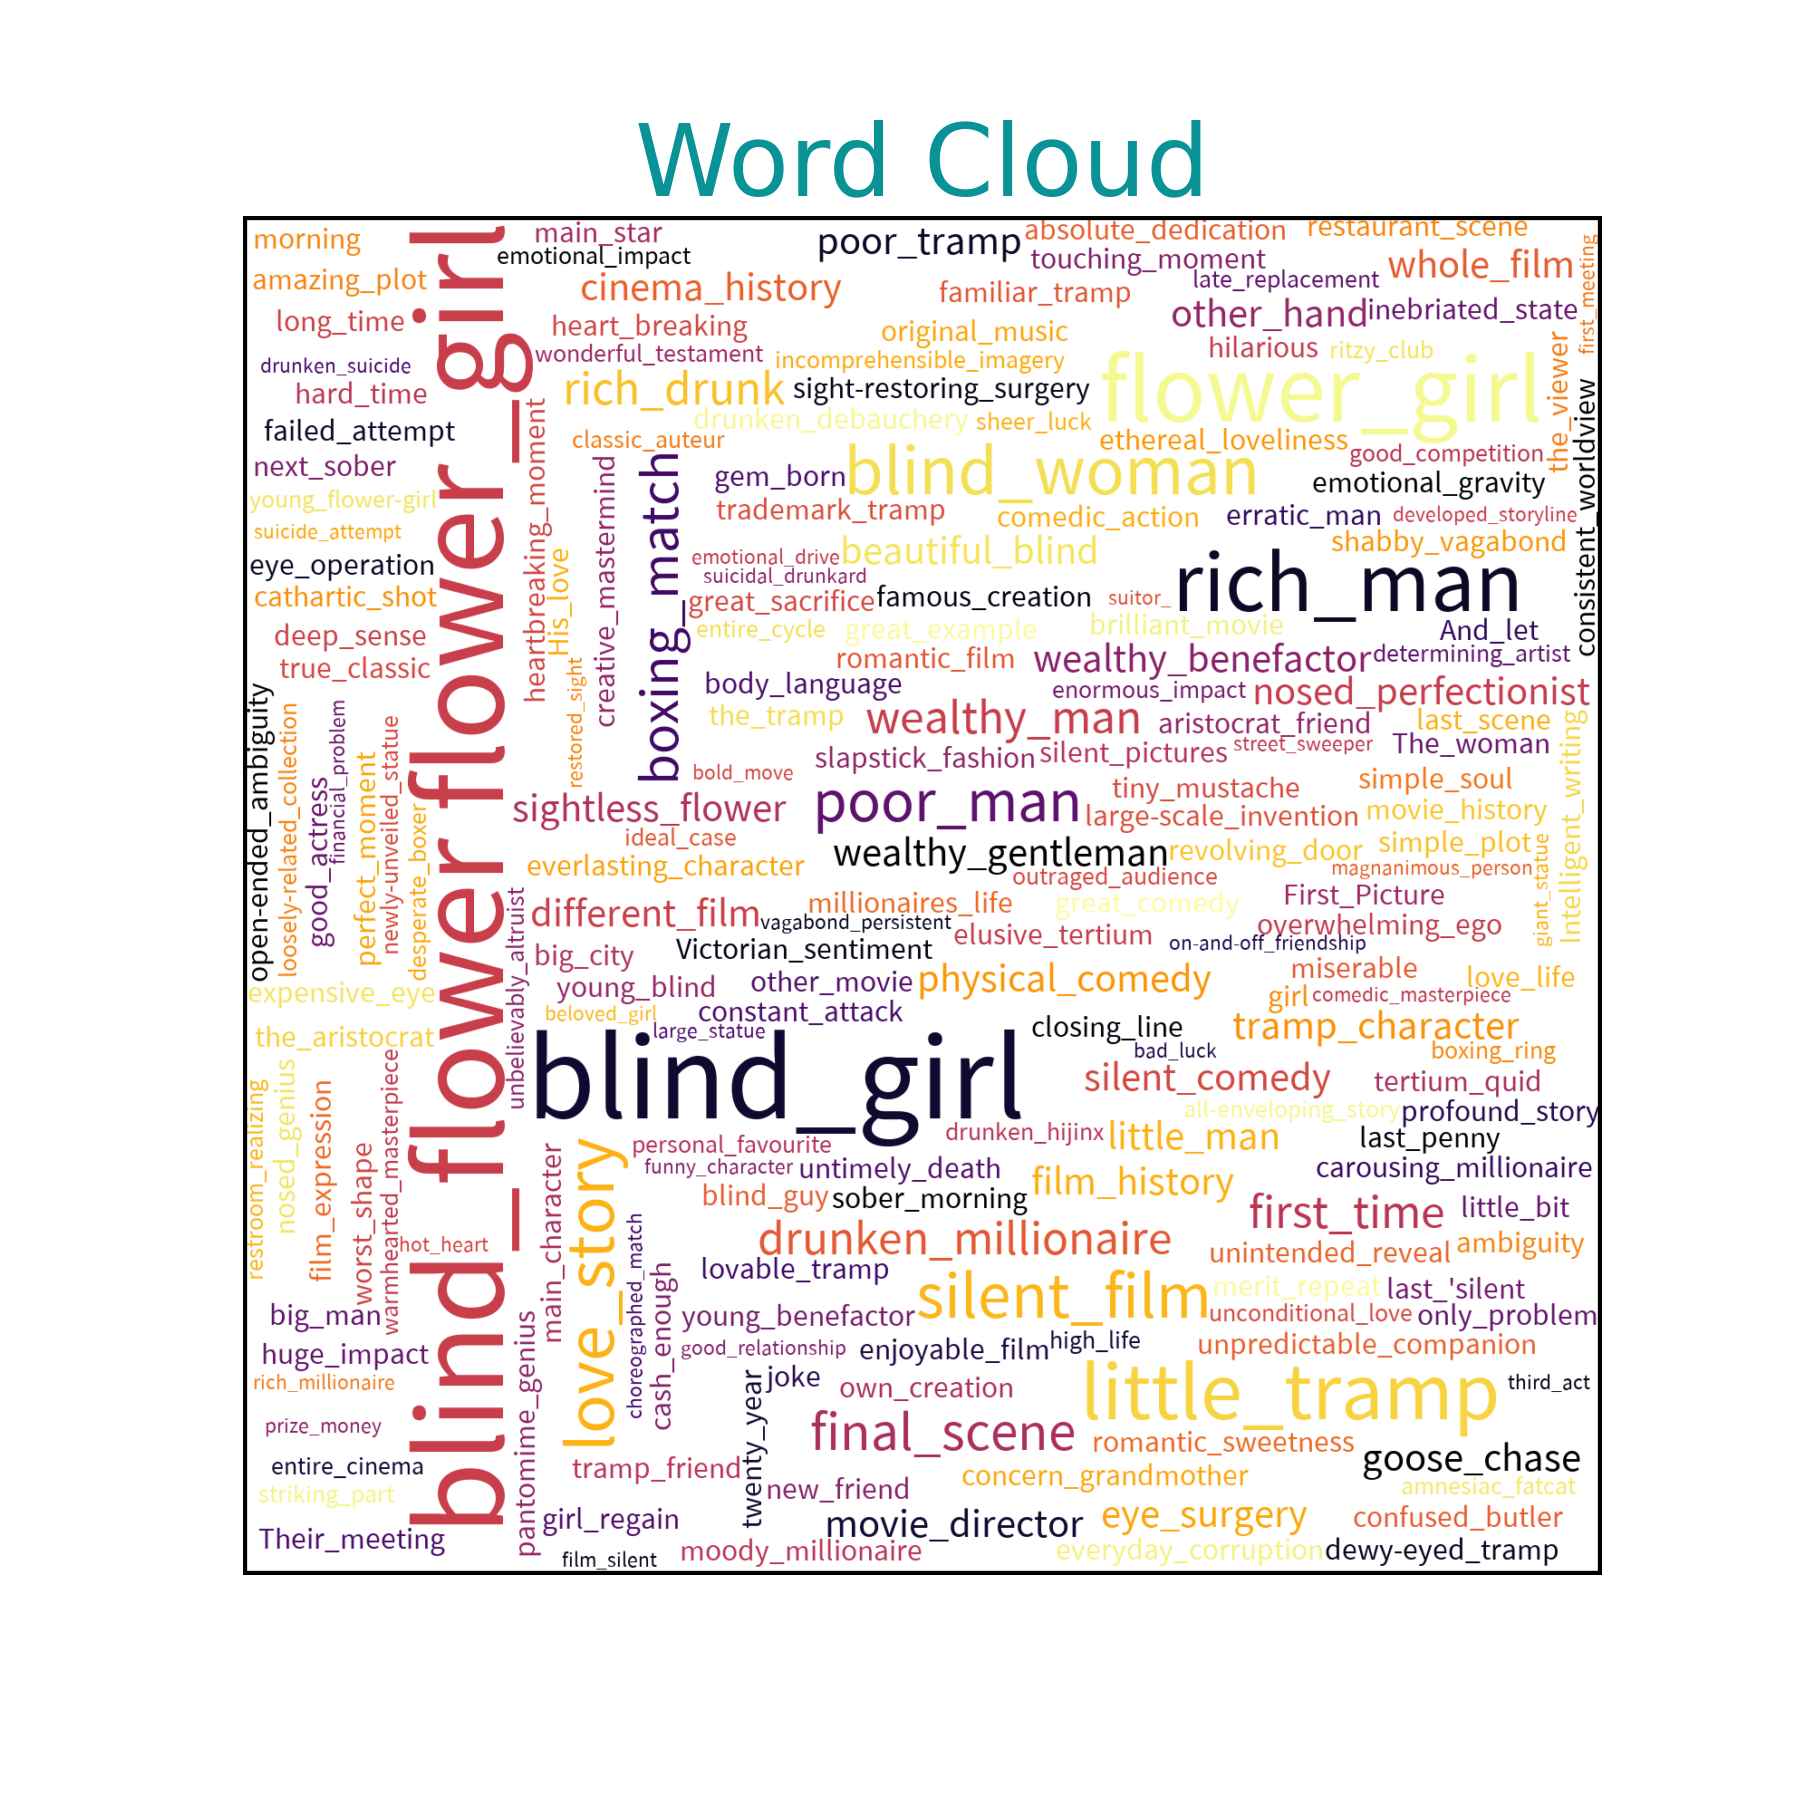 Word Cloud
morning
main_star
emotional_impact
poor_tramp
absolute_dedication
restaurant_scene
touching_moment
late_replacement
whole_film
first_meeting
amazing_plot
cinema_history
familiar_tramp
other_hand
inebriated_state
long_time
heart_breaking
original_music
hilarious
ritzy_club
wonderful_testament
incomprehensible_imagery
drunken_suicide
hard_time
rich_drunk
sight-restoring_surgery
flower_girl
the_viewer
consistent_worldview
failed_attempt
drunken_debauchery
sheer_luck
classic_auteur
ethereal_loveliness
good_competition
next_sober
gem_born
blind_woman
emotional_gravity
young_flower-girl
trademark_tramp
comedic_action
erratic_man
developed_storyline
suicide_attempt
shabby_vagabond
blind_flower_girl
heartbreaking_moment
His_love
creative_mastermind
boxing_match
emotional_drive
beautiful_blind
suicidal_drunkard
eye_operation
cathartic_shot
great_sacrifice
famous_creation
suitor_
rich_man
deep_sense
entire_cycle
great_example
brilliant_movie
And_let
true_classic
romantic_film
wealthy_benefactor
determining_artist
restored_sight
body_language
enormous_impact
nosed_perfectionist
the_tramp
wealthy_man
aristocrat_friend
last_scene
slapstick_fashion
silent_pictures
street_sweeper
The_woman
Intelligent_writing
bold_move
tiny_mustache
simple_soul
sightless_flower
poor_man
large-scale_invention
movie_history
ideal_case
everlasting_character
wealthy_gentleman
revolving_door
simple_plot
giant_statue
outraged_audience
magnanimous_person
open-ended_ambiguity
loosely-related_collection
good_actress
financial_problem
perfect_moment
newly-unveiled_statue
desperate_boxer
different_film
millionaires_life
great_comedy
First_Picture
vagabond_persistent
overwhelming_ego
unbelievably_altruist
big_city
Victorian_sentiment
elusive_tertium
on-and-off_friendship
young_blind
other_movie
physical_comedy
miserable
love_life
expensive_eye
girl
comedic_masterpiece
beloved_girl
constant_attack
large_statue
closing_line
tramp_character
the_aristocrat
blind_girl
bad_luck
boxing_ring
silent_comedy
tertium_quid
all-enveloping_story
profound_story
restroom_realizing
nosed_genius
film_expression
worst_shape
warmhearted_masterpiece
hot_heart
personal_favourite
drunken_hijinx
little_man
last_penny
main_character
love_story
funny_character
untimely_death
film_history
carousing_millionaire
blind_guy
sober_morning
first_time
little_bit
choreographed_match
cash_enough
drunken_millionaire
unintended_reveal
ambiguity
lovable_tramp
silent_film
merit_repeat
last_'silent
big_man
young_benefactor
unconditional_love
only_problem
huge_impact
good_relationship
enjoyable_film
high_life
unpredictable_companion
rich_millionaire
pantomime_genius
twenty_year
joke
own_creation
little_tramp
third_act
prize_money
final_scene
romantic_sweetness
goose_chase
entire_cinema
tramp_friend
concern_grandmother
striking_part
new_friend
amnesiac_fatcat
Their_meeting
girl_regain
movie_director
eye_surgery
confused_butler
film_silent
moody_millionaire
everyday_corruption
dewy-eyed_tramp